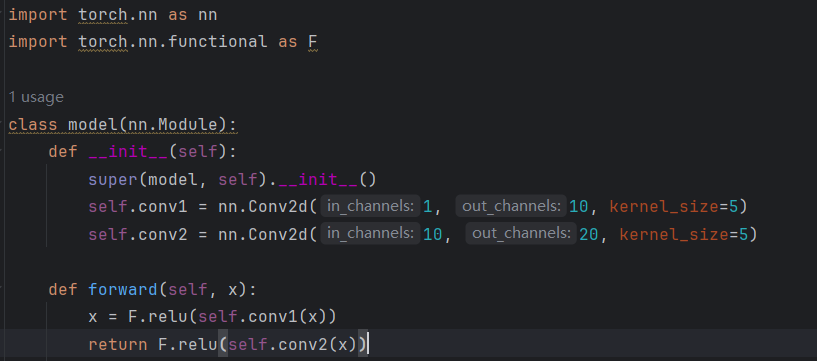 import torch.nn as nn
import torch.nn.functional as F
1 usage
class model(nn.Module):
def __init__(self):
super(model, self).__init__()
self.conv1 = nn.Conv2d( in_channels: 1, out_channels: 10, kernel_size=5)
self.conv2 = nn.Conv2d( in_channels: 10, out_channels: 20, kernel_size=5)
def forward(self, x):
x = F.relu(self.conv1(x))
return F.relu(self.conv2(x))